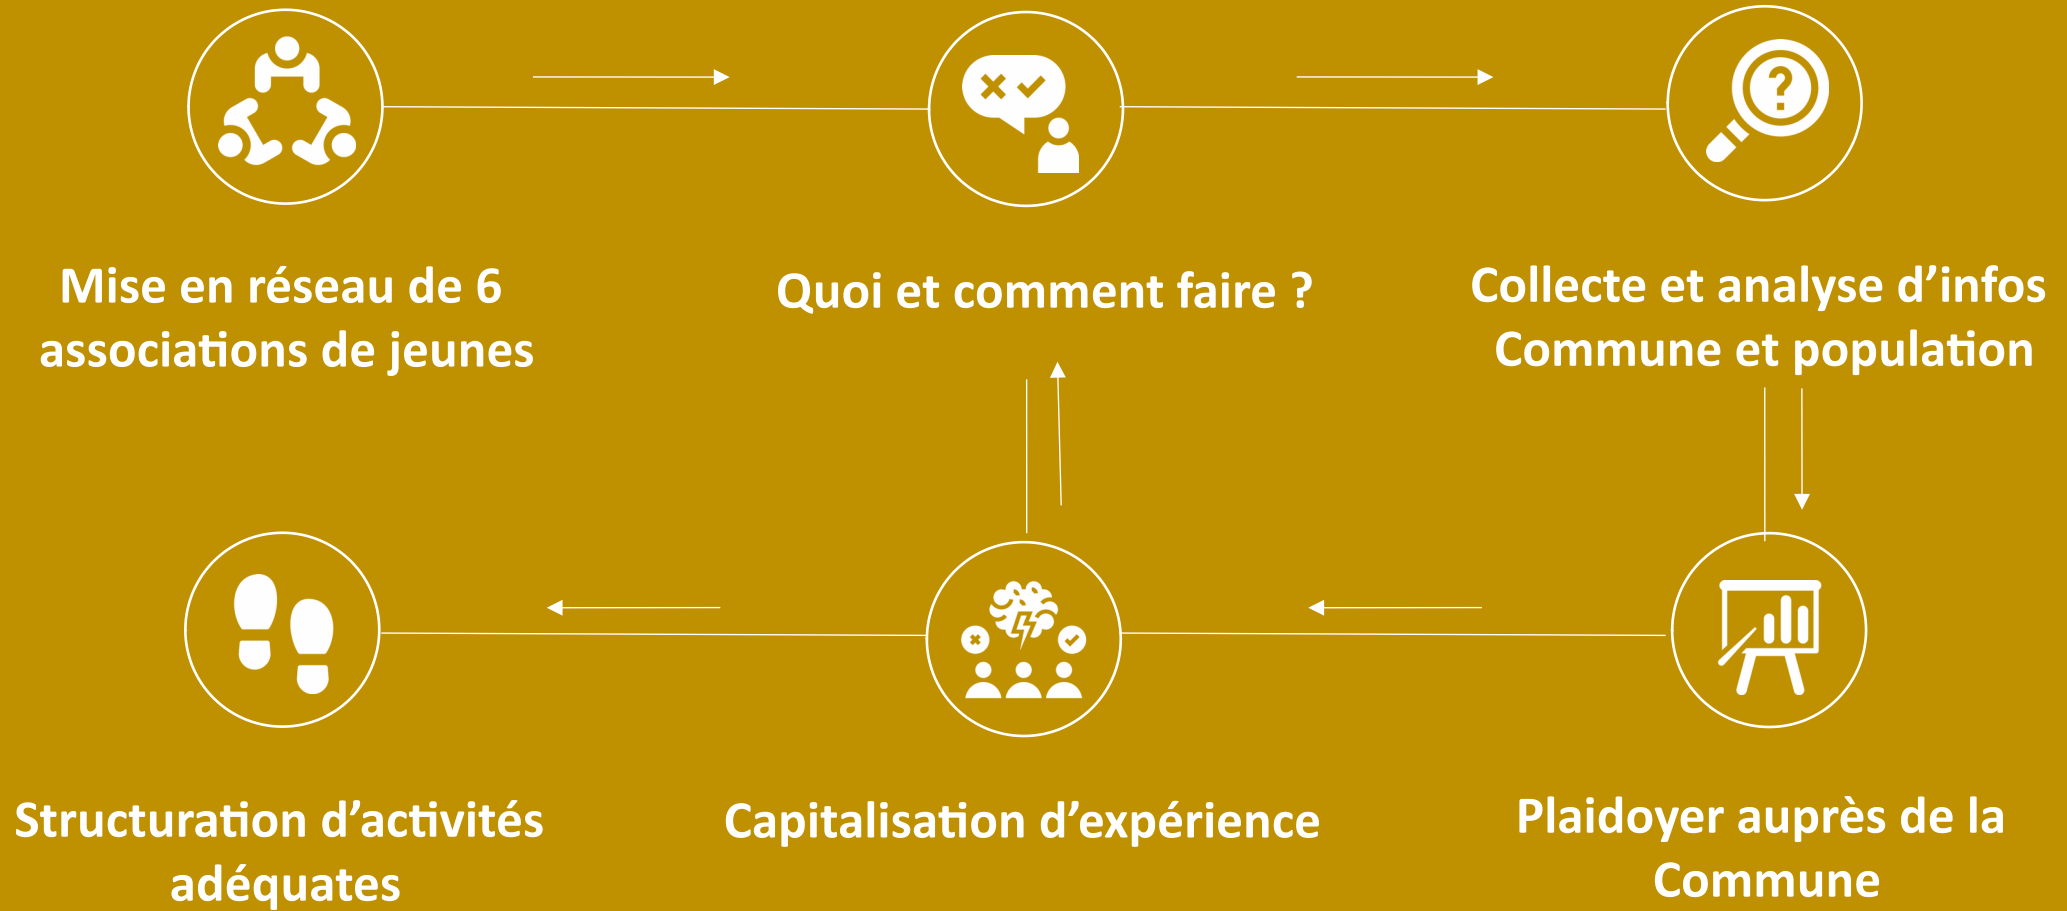 Mise en réseau de 6
associations de jeunes
Quoi et comment faire ?
Collecte et analyse d’infos
Commune et population
Structuration d’activités
adéquates
Capitalisation d’expérience
Plaidoyer auprès de la
Commune